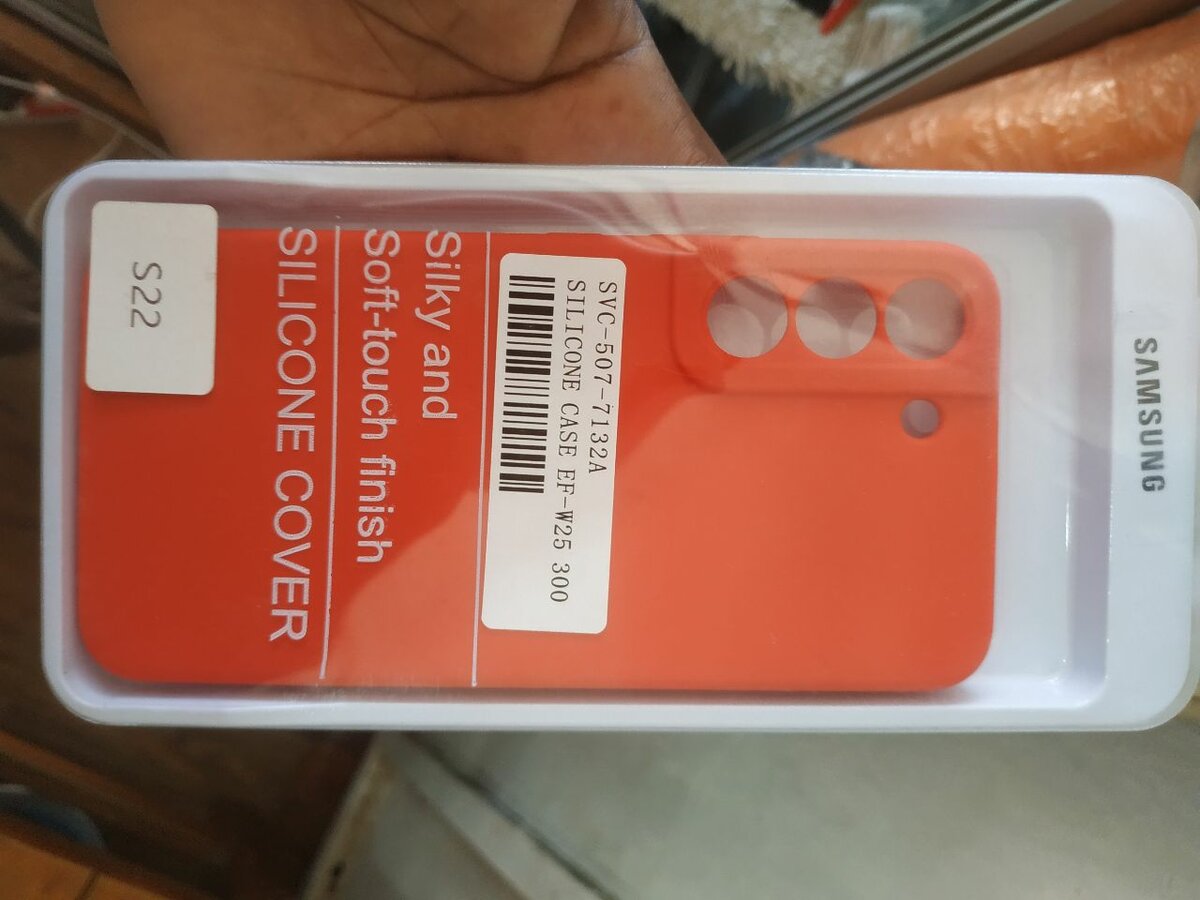 SAMSUNG
SVC-507-7132A
SILICONE CASE EF-W25 300
Silky and
Soft-touch finish
SILICONE COVER
S22